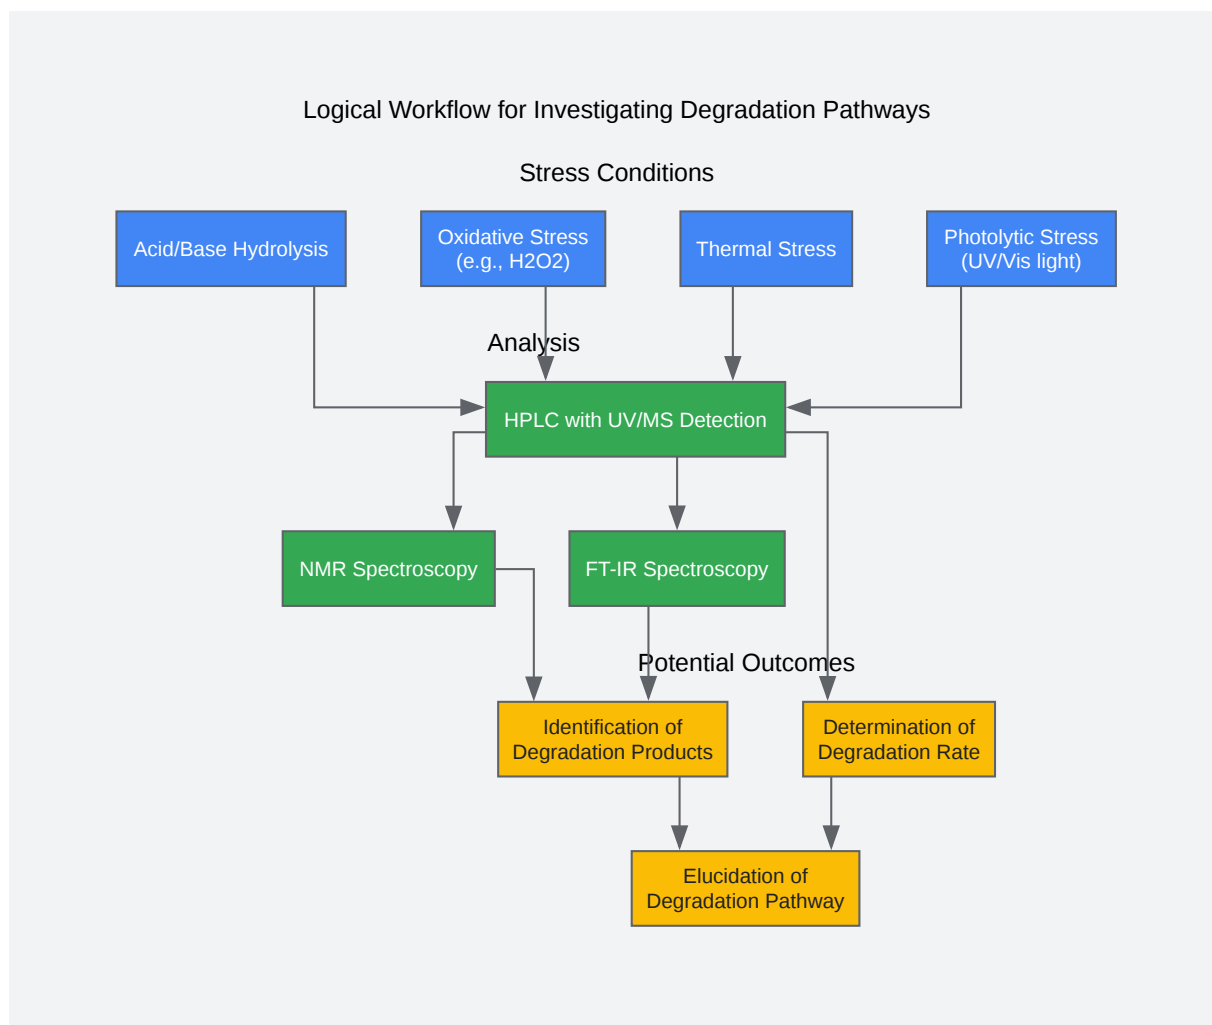 Logical Workflow for Investigating Degradation Pathways
Stress Conditions
Acid/Base Hydrolysis
Oxidative Stress
(e.g., H2O2)
Thermal Stress
Photolytic Stress
(UV/Vis light)
Analysis
HPLC with UV/MS Detection
NMR Spectroscopy
FT-IR Spectroscopy
Potential Outcomes
Identification of
Degradation Products
Determination of
Degradation Rate
Elucidation of
Degradation Pathway